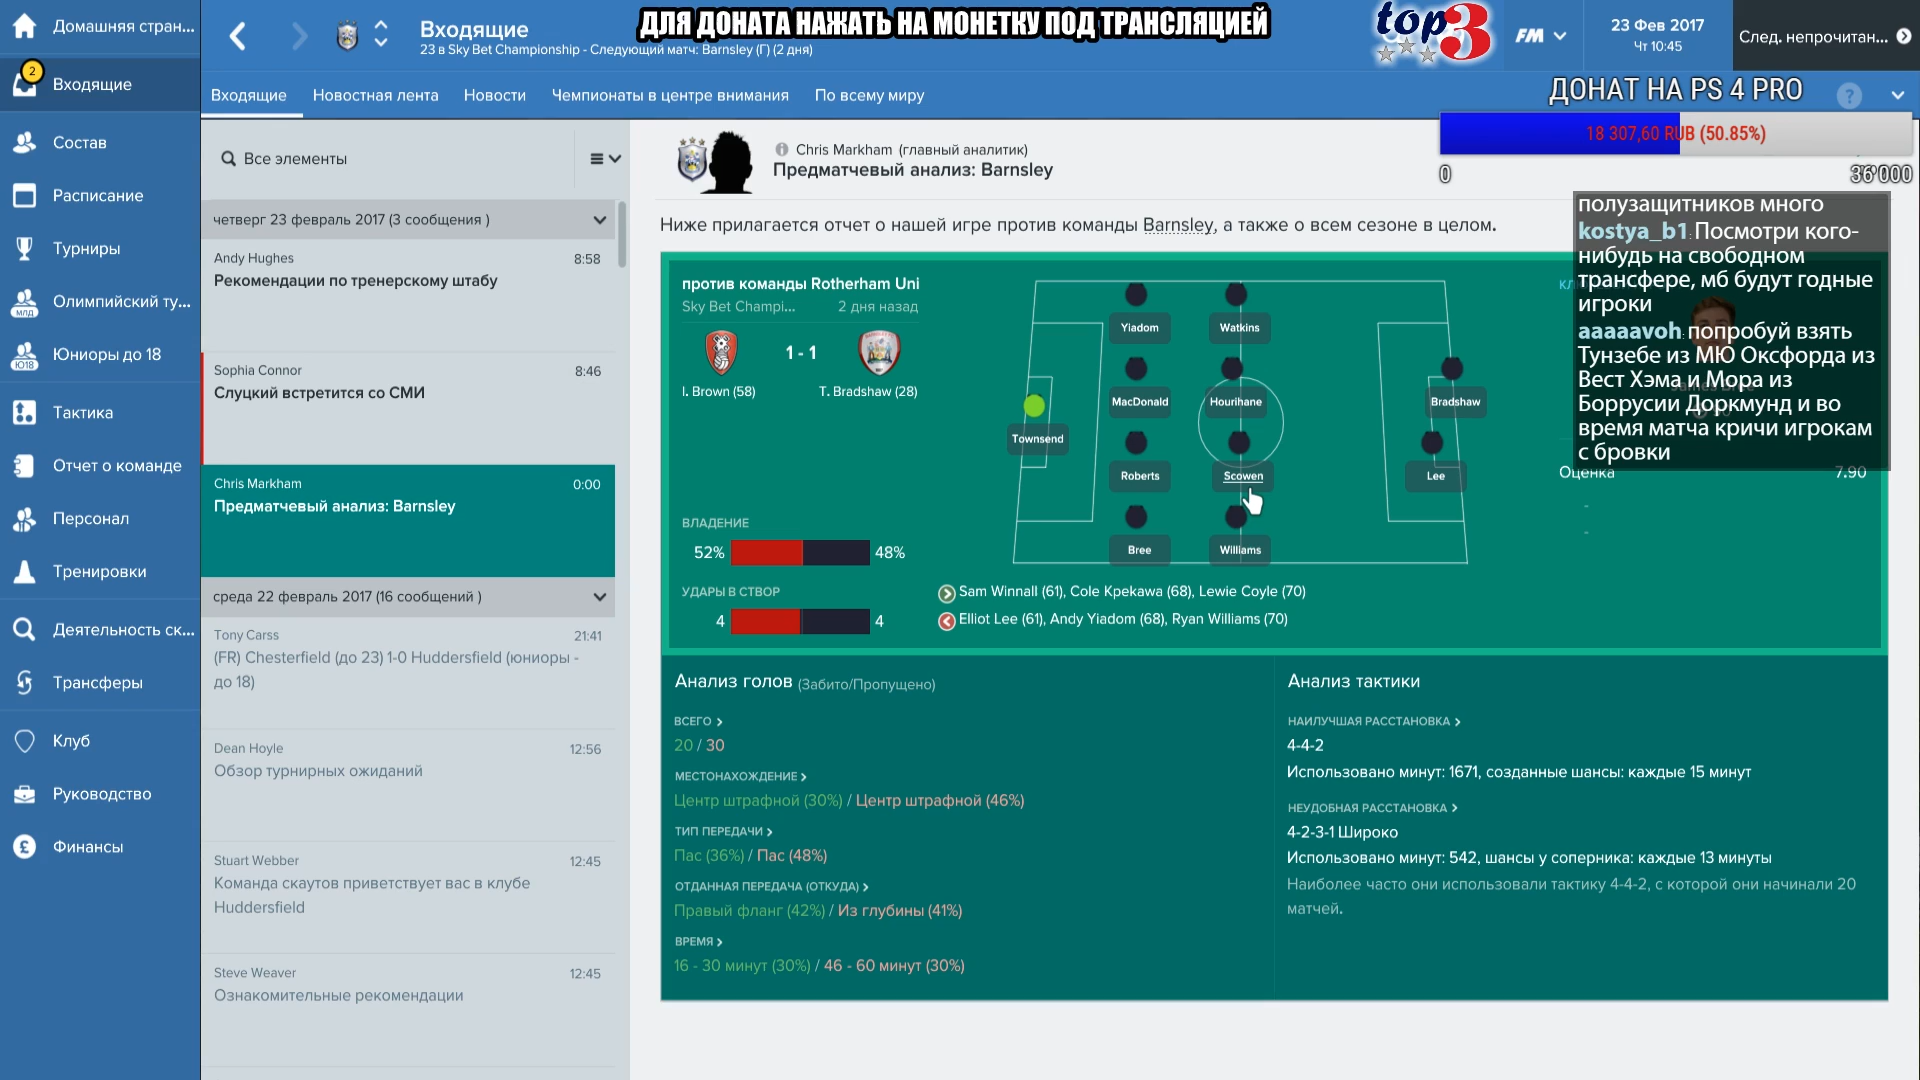 ДЛЯ ДОНАТА НАЖАТЬ НА МОНЕТКУ ПОД ТРАНСЛЯЦИЕЙ
top3
Домашняя стран...
2
Входящие
Состав
Расписание
Турниры
МЛД
Олимпийский ту...
Ю18
Юниоры до 18
Тактика
Отчет о команде
Персонал
Тренировки
Деятельность ск...
Трансферы
Клуб
Руководство
Финансы
Входящие
23 в Sky Bet Championship - Следующий матч: Barnsley (Г) (2 дня)
FM
23 Фев 2017
Чт 10:45
След. непрочитан...
Входящие
Новостная лента
Новости
Чемпионаты в центре внимания
По всему миру
ДОНАТ НА PS 4 PRO
18 307,60 RUB (50.85%)
0
36'000
Все элементы
четверг 23 февраль 2017 (3 сообщения )
Andy Hughes
8:58
Рекомендации по тренерскому штабу
Sophia Connor
8:46
Слуцкий встретится со СМИ
Chris Markham
0:00
Предматчевый анализ: Barnsley
среда 22 февраль 2017 (16 сообщений )
Tony Carss
21:41
(FR) Chesterfield (до 23) 1-0 Huddersfield (юниоры -
до 18)
Dean Hoyle
12:56
Обзор турнирных ожиданий
Stuart Webber
12:45
Команда скаутов приветствует вас в клубе
Huddersfield
Steve Weaver
12:45
Ознакомительные рекомендации
Chris Markham (главный аналитик)
Предматчевый анализ: Barnsley
Ниже прилагается отчет о нашей игре против команды Barnsley, а также о всем сезоне в целом.
против команды Rotherham Uni
Sky Bet Champi...
2 дня назад
1 - 1
I. Brown (58)
T. Bradshaw (28)
ВЛАДЕНИЕ
52%
48%
УДАРЫ В СТВОР
4
4
Yiadom
Watkins
MacDonald
Hourihane
Bradshaw
Townsend
Roberts
Scowen
Lee
Bree
Williams
Sam Winnall (61), Cole Kpekawa (68), Lewie Coyle (70)
Elliot Lee (61), Andy Yiadom (68), Ryan Williams (70)
полузащитников много
kostya_b1: Посмотри кого-
нибудь на свободном
трансфере, мб будут годные
игроки
aaaaavoh: попробуй взять
Тунзебе из МЮ Оксфорда из
Вест Хэма и Мора из
Боррусии Доркмунд и во
время матча кричи игрокам
с бровки
Оценка
7.90
-
-
Анализ голов (Забито/Пропущено)
ВСЕГО
20 / 30
МЕСТОНАХОЖДЕНИЕ
Центр штрафной (30%) / Центр штрафной (46%)
ТИП ПЕРЕДАЧИ
Пас (36%) / Пас (48%)
ОТДАННАЯ ПЕРЕДАЧА (ОТКУДА)
Правый фланг (42%) / Из глубины (41%)
ВРЕМЯ
16 - 30 минут (30%) / 46 - 60 минут (30%)
Анализ тактики
НАИЛУЧШАЯ РАССТАНОВКА
4-4-2
Использовано минут: 1671, созданные шансы: каждые 15 минут
НЕУДОБНАЯ РАССТАНОВКА
4-2-3-1 Широко
Использовано минут: 542, шансы у соперника: каждые 13 минуты
Наиболее часто они использовали тактику 4-4-2, с которой они начинали 20
матчей.